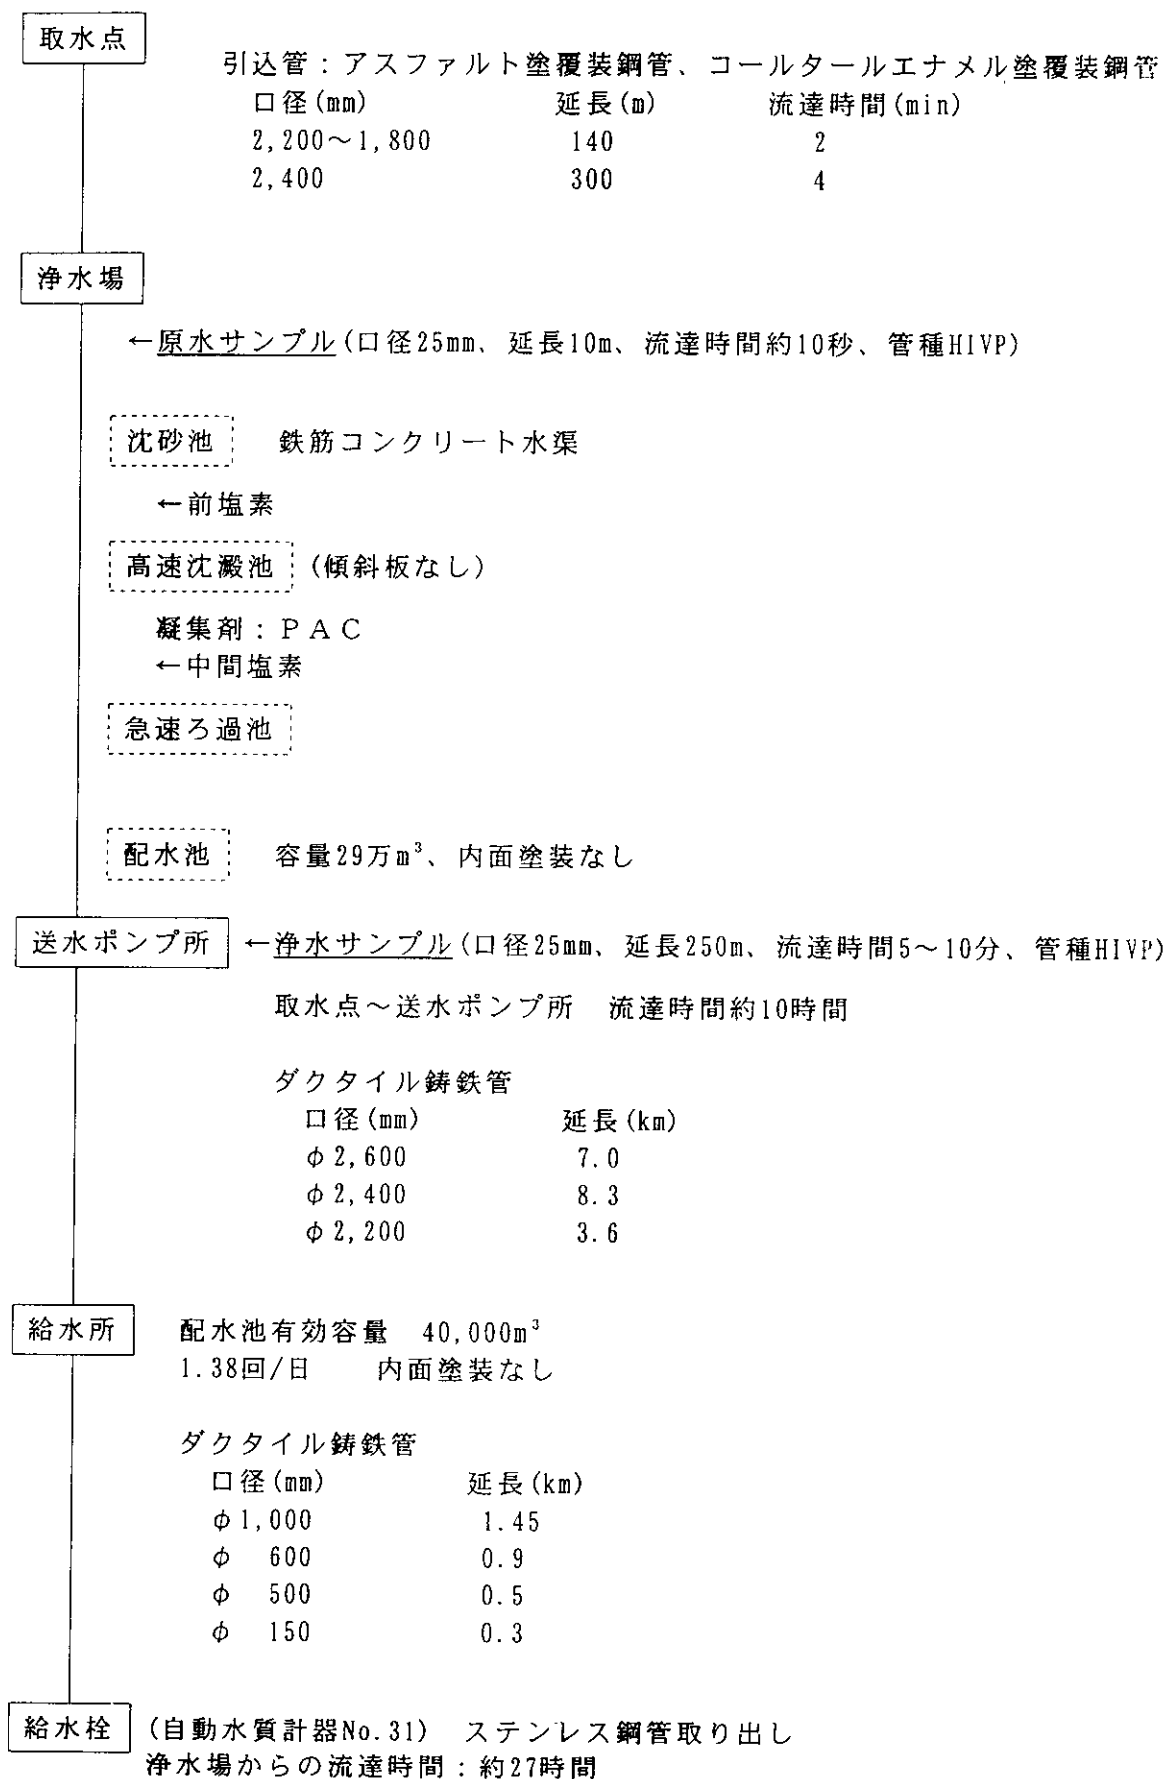 取水点
引込管：アスファルト塗覆装鋼管、コールタールエナメル塗覆装鋼管
口径(mm) 延長(m) 流達時間(min)
2,200～1,800 140 2
2,400 300 4
浄水場
←原水サンプル(口径25mm、延長10m、流達時間約10秒、管種HIVP)
沈砂池 鉄筋コンクリート水渠
←前塩素
高速沈澱池 (傾斜板なし)
凝集剤：ＰＡＣ
←中間塩素
急速ろ過池
配水池 容量29万m³、内面塗装なし
送水ポンプ所 ←浄水サンプル(口径25mm、延長250m、流達時間5～10分、管種HIVP)
取水点～送水ポンプ所 流達時間約10時間
ダクタイル鋳鉄管
口径(mm) 延長(km)
φ2,600 7.0
φ2,400 8.3
φ2,200 3.6
給水所 配水池有効容量 40,000m³
1.38回/日 内面塗装なし
ダクタイル鋳鉄管
口径(mm) 延長(km)
φ1,000 1.45
φ 600 0.9
φ 500 0.5
φ 150 0.3
給水栓 (自動水質計器No.31) ステンレス鋼管取り出し
浄水場からの流達時間：約27時間